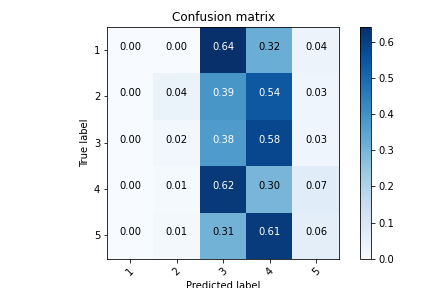 Confusion matrix
True label
1 0.00 0.00 0.64 0.32 0.04
2 0.00 0.04 0.39 0.54 0.03
3 0.00 0.02 0.38 0.58 0.03
4 0.00 0.01 0.62 0.30 0.07
5 0.00 0.01 0.31 0.61 0.06
1 2 3 4 5
Predicted label
0.6
0.5
0.4
0.3
0.2
0.1
0.0